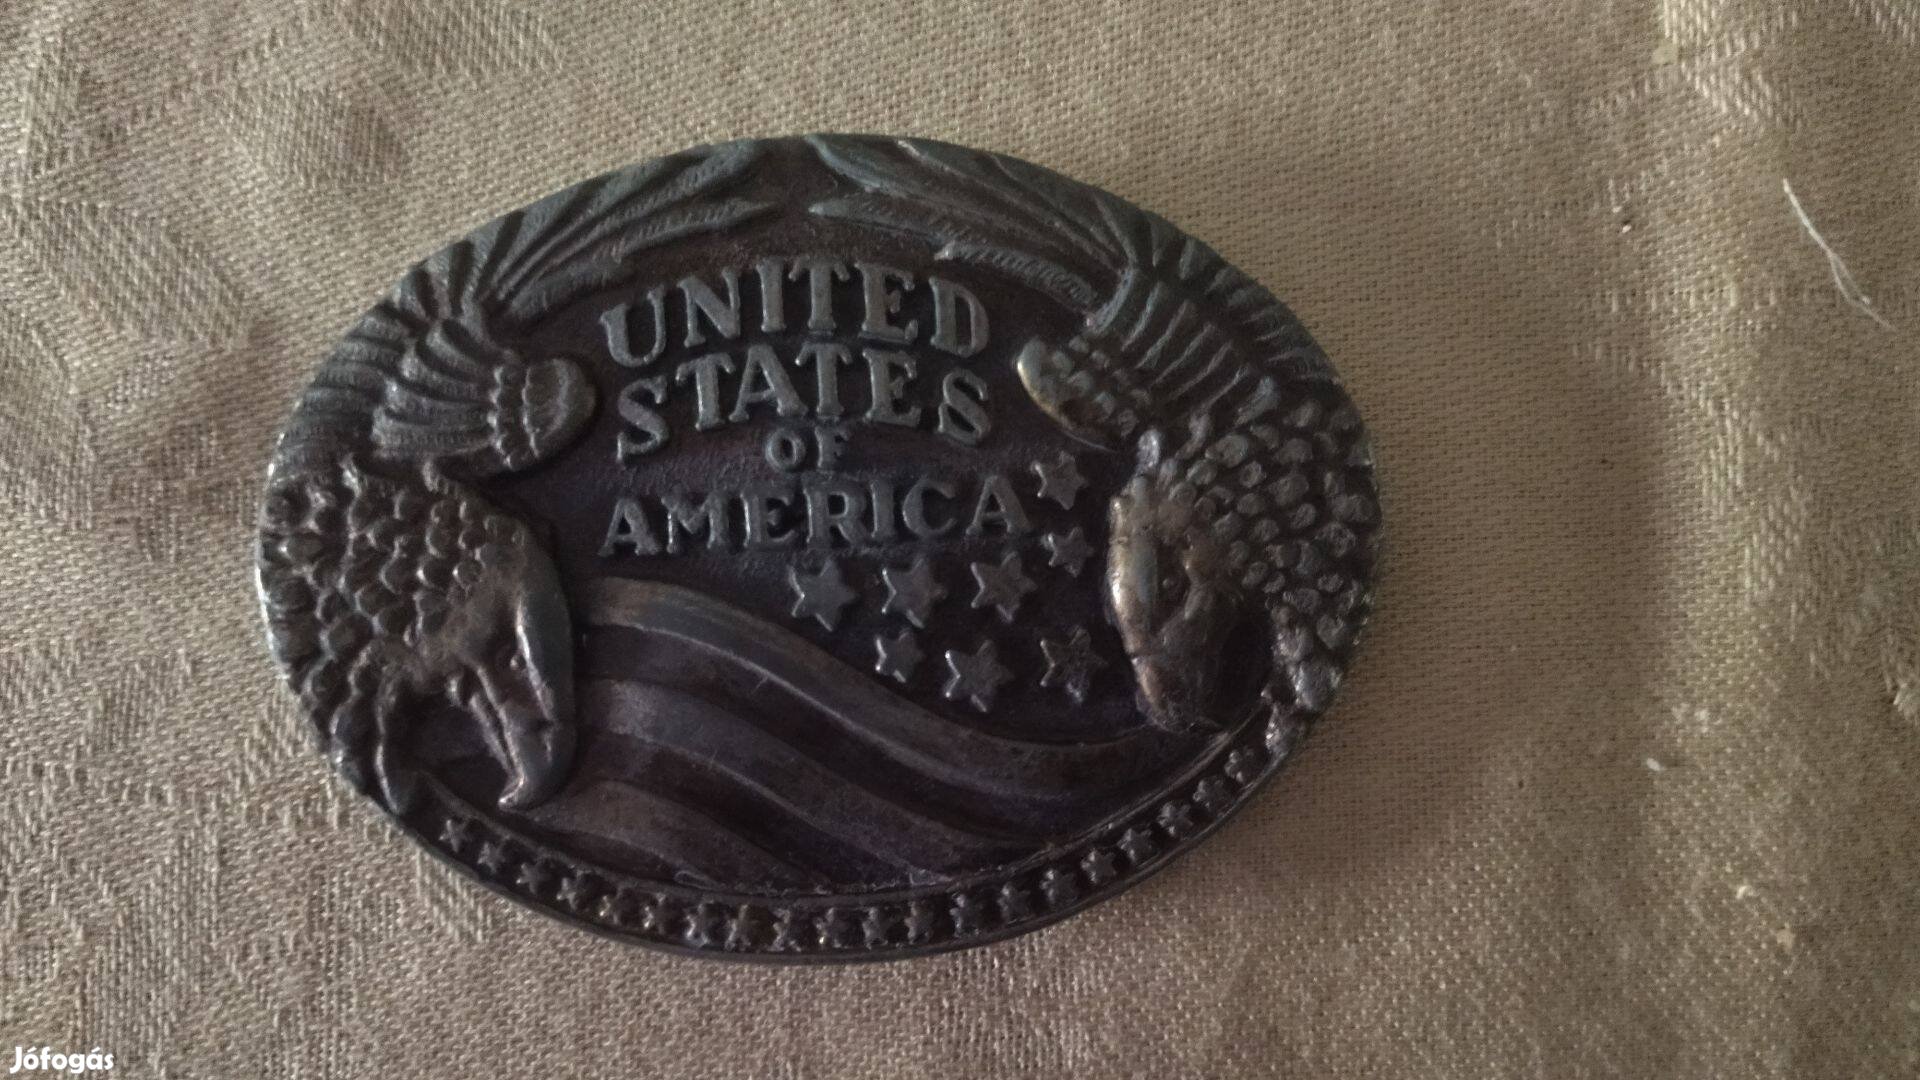 UNITED
STATES
OF
AMERICA
Jófogás